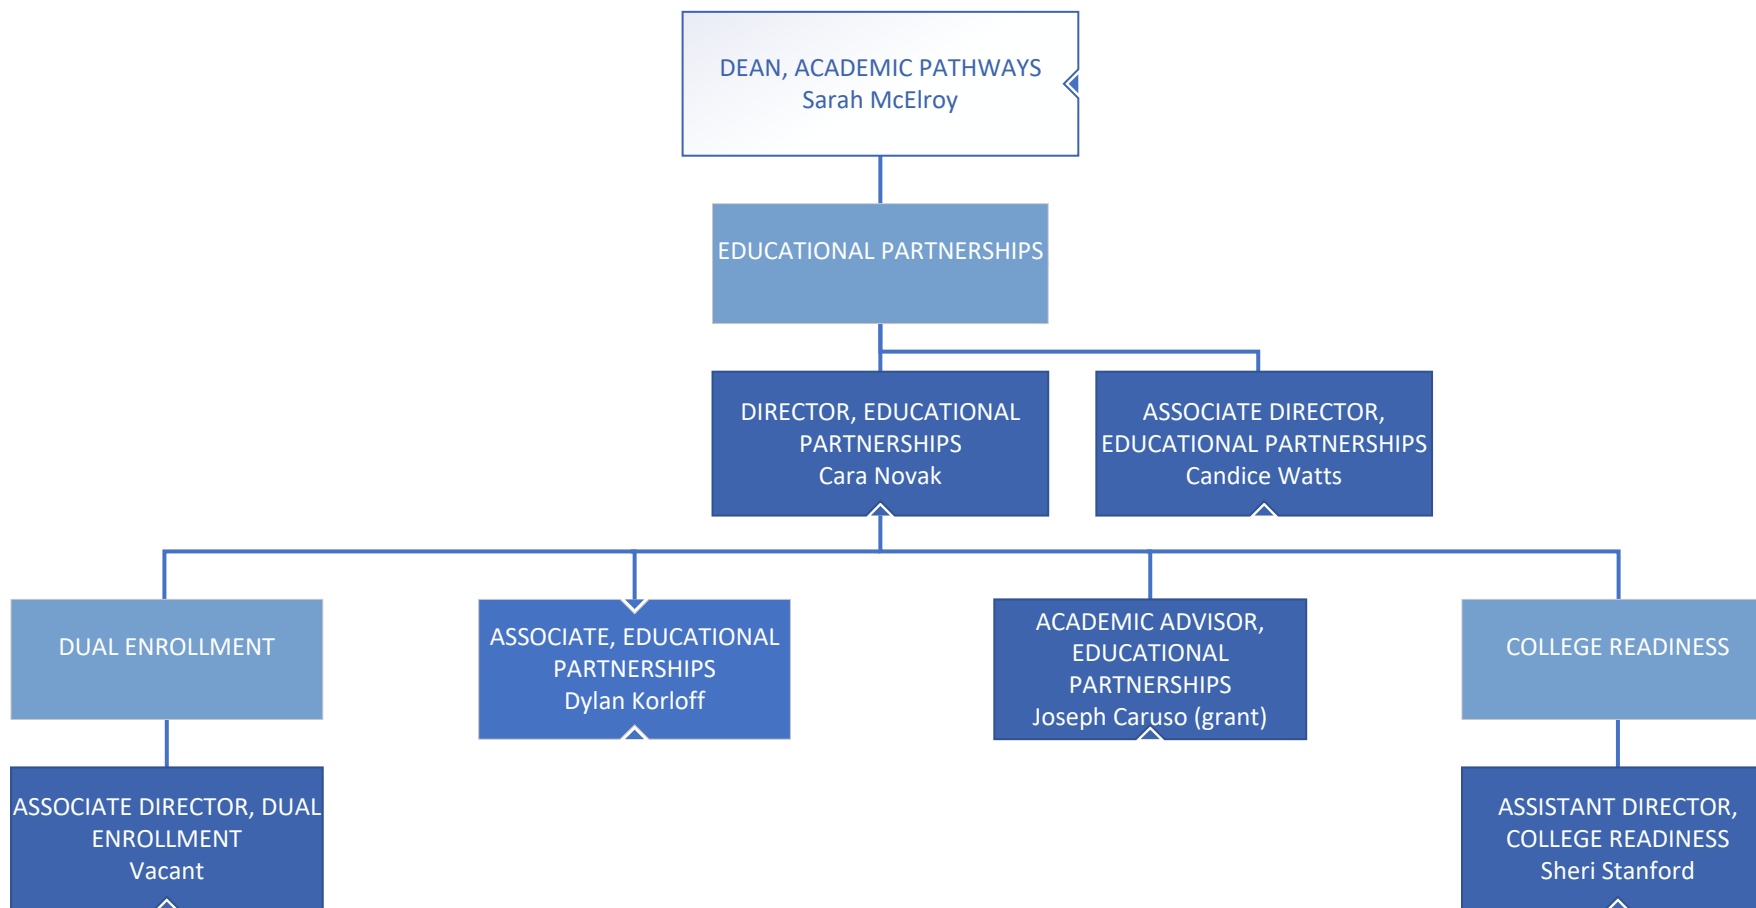 DEAN, ACADEMIC PATHWAYS
Sarah McElroy
EDUCATIONAL PARTNERSHIPS
DIRECTOR, EDUCATIONAL
PARTNERSHIPS
Cara Novak
ASSOCIATE DIRECTOR,
EDUCATIONAL PARTNERSHIPS
Candice Watts
DUAL ENROLLMENT
ASSOCIATE, EDUCATIONAL
PARTNERSHIPS
Dylan Korloff
ACADEMIC ADVISOR,
EDUCATIONAL
PARTNERSHIPS
Joseph Caruso (grant)
COLLEGE READINESS
ASSOCIATE DIRECTOR, DUAL
ENROLLMENT
Vacant
ASSISTANT DIRECTOR,
COLLEGE READINESS
Sheri Stanford